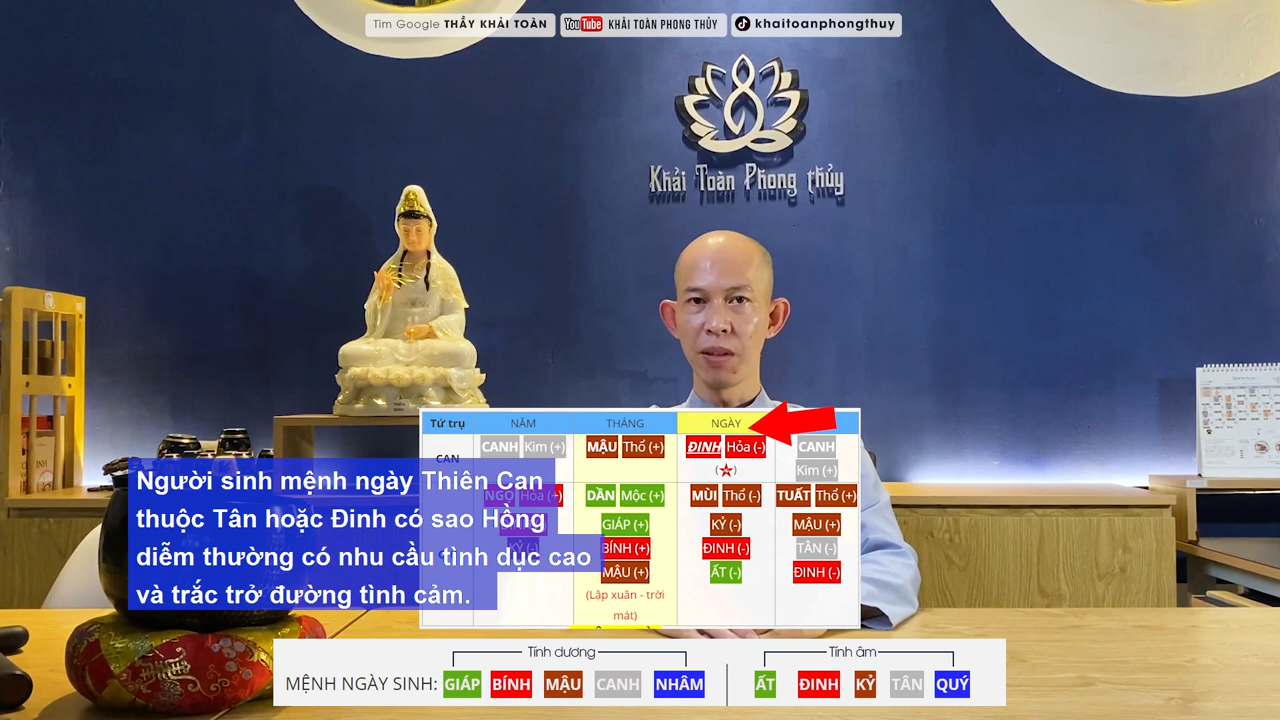 Tìm Google THẦY KHẢI TOÀN
YouTube KHẢI TOÀN PHONG THỦY
khaitoanphongthuy
Khải Toàn Phong thủy
Tứ trụ NĂM THÁNG NGÀY
CAN CANH Kim (+) MẬU Thổ (+) ĐINH Hỏa (-) CANH
(☆) Kim (+)
NGỌ Hỏa (+) DẦN Mộc (+) MÙI Thổ (-) TUẤT Thổ (+)
GIÁP (+) KỶ (-) MẬU (+)
BÍNH (+) ĐINH (-) TÂN (-)
MẬU (+) ẤT (-) ĐINH (-)
(Lập xuân - trời
mát)
Người sinh mệnh ngày Thiên Can
thuộc Tân hoặc Đinh có sao Hồng
diễm thường có nhu cầu tình dục cao
và trắc trở đường tình cảm.
Tính dương Tính âm
MỆNH NGÀY SINH: GIÁP BÍNH MẬU CANH NHÂM ẤT ĐINH KỶ TÂN QUÝ